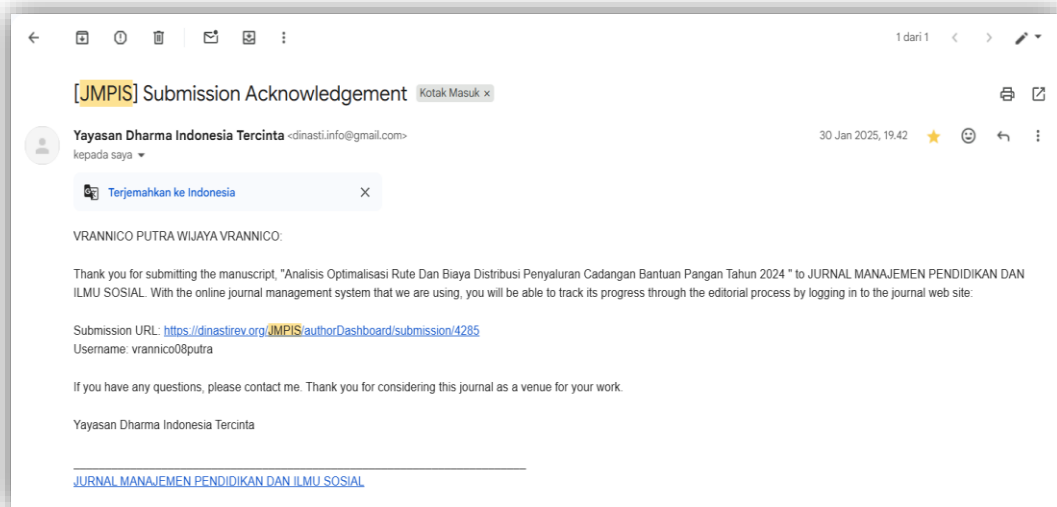 1 dari 1
[JMPIS] Submission Acknowledgement Kotak Masuk ×
Yayasan Dharma Indonesia Tercinta <dinasti.info@gmail.com>
30 Jan 2025, 19.42
kepada saya
Terjemahkan ke Indonesia
VRANNICO PUTRA WIJAYA VRANNICO:
Thank you for submitting the manuscript, "Analisis Optimalisasi Rute Dan Biaya Distribusi Penyaluran Cadangan Bantuan Pangan Tahun 2024 " to JURNAL MANAJEMEN PENDIDIKAN DAN
ILMU SOSIAL. With the online journal management system that we are using, you will be able to track its progress through the editorial process by logging in to the journal web site:
Submission URL: https://dinastirev.org/JMPIS/authorDashboard/submission/4285
Username: vrannico08putra
If you have any questions, please contact me. Thank you for considering this journal as a venue for your work.
Yayasan Dharma Indonesia Tercinta
JURNAL MANAJEMEN PENDIDIKAN DAN ILMU SOSIAL